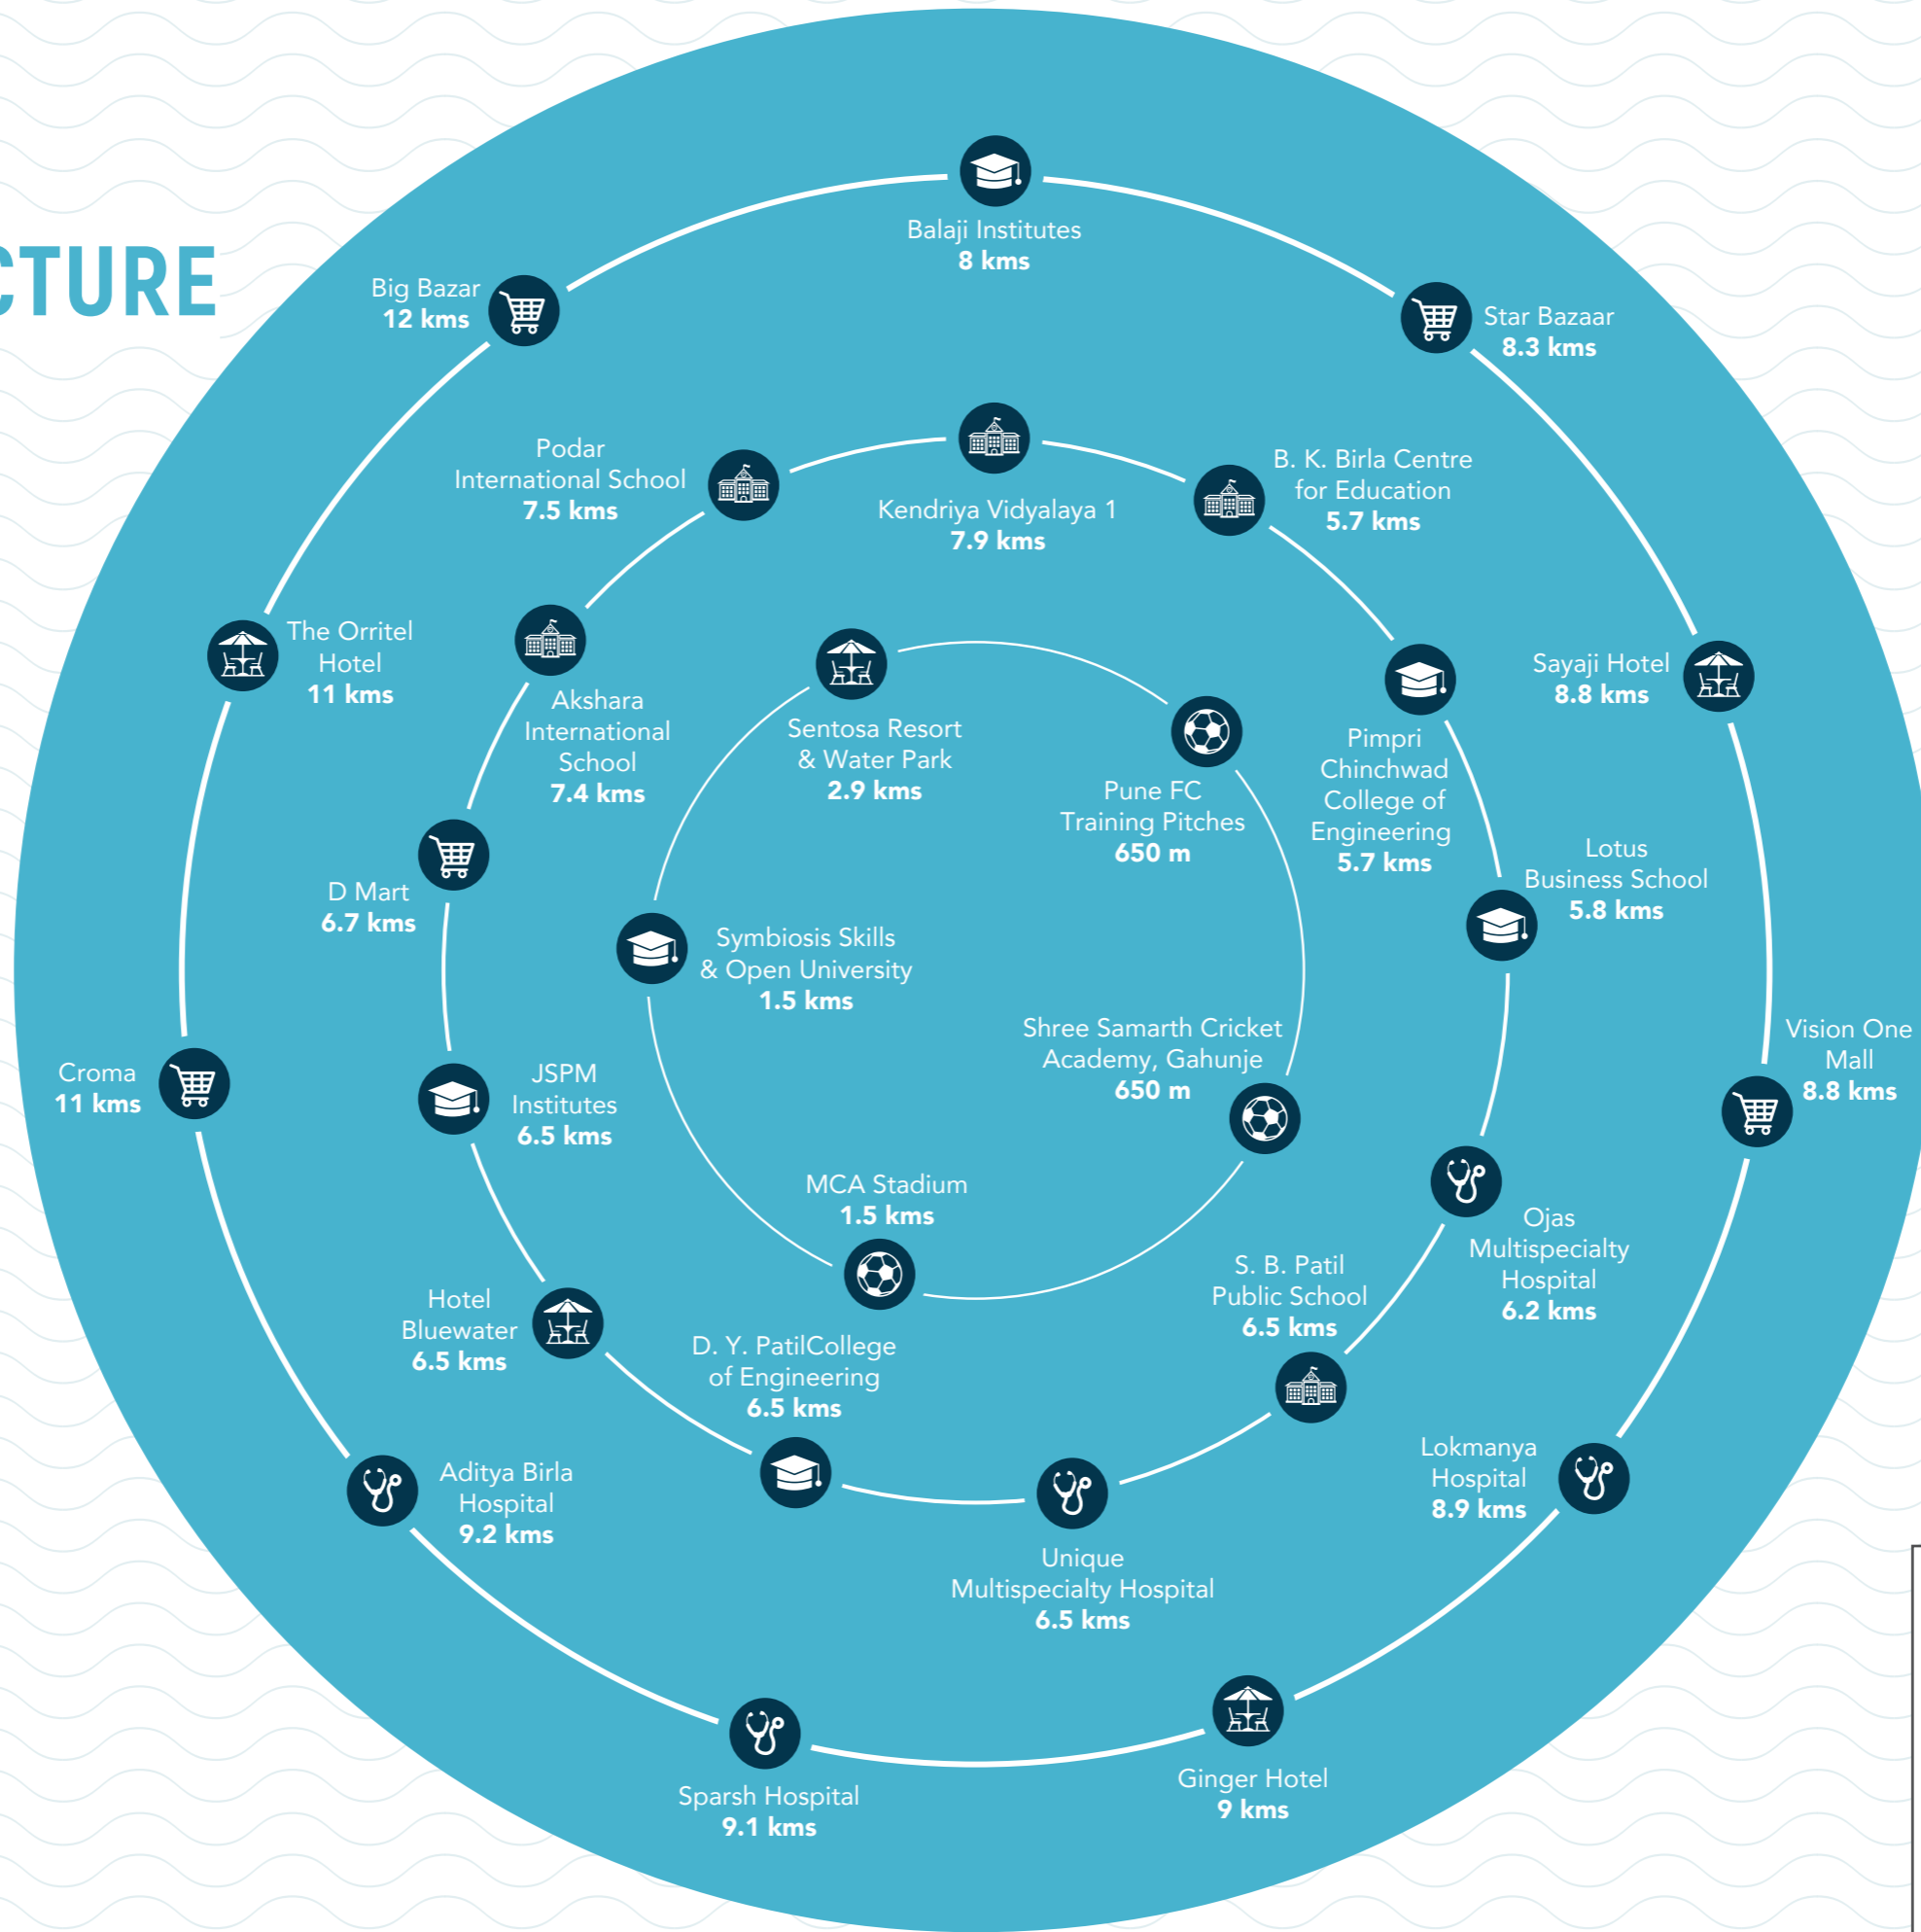 CTURE
Balaji Institutes
8 kms
Big Bazar
12 kms
Star Bazaar
8.3 kms
Podar
International School
7.5 kms
Kendriya Vidyalaya 1
7.9 kms
B. K. Birla Centre
for Education
5.7 kms
The Orritel
Hotel
11 kms
Sayaji Hotel
8.8 kms
Akshara
International
School
7.4 kms
Sentosa Resort
& Water Park
2.9 kms
Pune FC
Training Pitches
650 m
Pimpri
Chinchwad
College of
Engineering
5.7 kms
Lotus
Business School
5.8 kms
D Mart
6.7 kms
Symbiosis Skills
& Open University
1.5 kms
Shree Samarth Cricket
Academy, Gahunje
650 m
Vision One
Mall
8.8 kms
Croma
11 kms
JSPM
Institutes
6.5 kms
MCA Stadium
1.5 kms
Ojas
Multispecialty
Hospital
6.2 kms
S. B. Patil
Public School
6.5 kms
Hotel
Bluewater
6.5 kms
D. Y. PatilCollege
of Engineering
6.5 kms
Lokmanya
Hospital
8.9 kms
Aditya Birla
Hospital
9.2 kms
Unique
Multispecialty Hospital
6.5 kms
Ginger Hotel
9 kms
Sparsh Hospital
9.1 kms